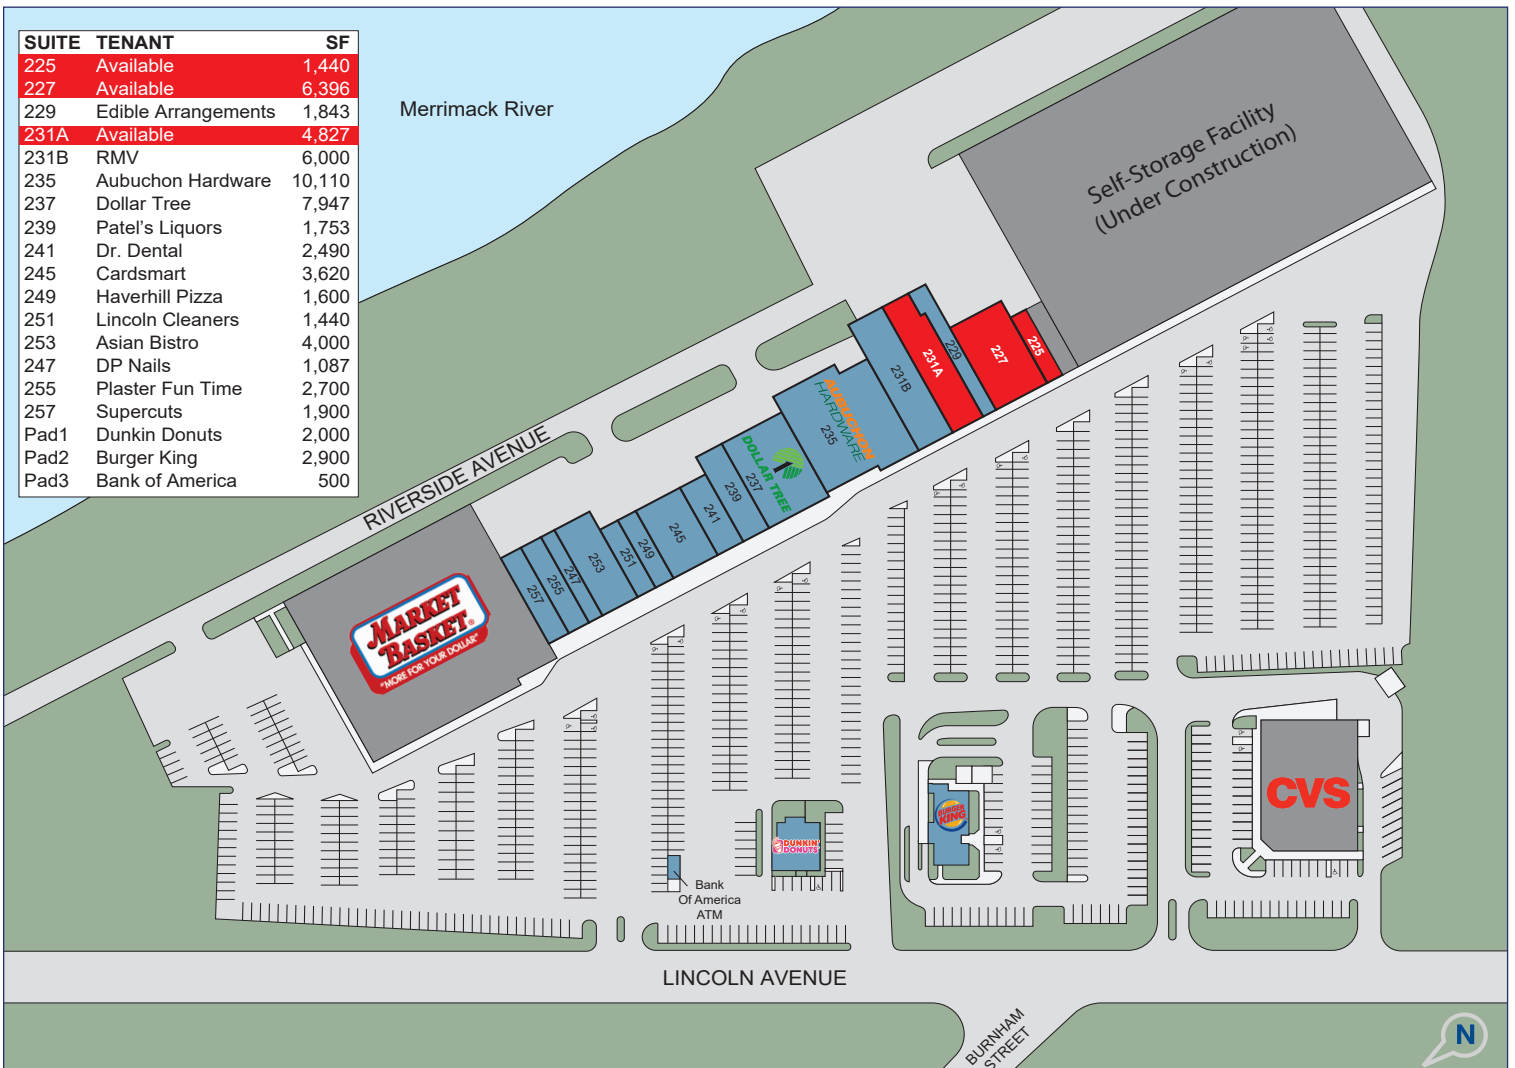 SUITE TENANT SF
225 Available 1,440
227 Available 6,396
229 Edible Arrangements 1,843
231A Available 4,827
231B RMV 6,000
235 Aubuchon Hardware 10,110
237 Dollar Tree 7,947
239 Patel's Liquors 1,753
241 Dr. Dental 2,490
245 Cardsmart 3,620
249 Haverhill Pizza 1,600
251 Lincoln Cleaners 1,440
253 Asian Bistro 4,000
247 DP Nails 1,087
255 Plaster Fun Time 2,700
257 Supercuts 1,900
Pad1 Dunkin Donuts 2,000
Pad2 Burger King 2,900
Pad3 Bank of America 500
Merrimack River
Self-Storage Facility
(Under Construction)
225
227
229
231A
231B
AUBUCHON
HARDWARE
235
DOLLAR TREE
237
239
241
245
249
251
253
247
255
257
RIVERSIDE AVENUE
MARKET
BASKET®
"MORE FOR YOUR DOLLAR"
BURGER
KING
CVS
DUNKIN'
DONUTS
Bank
Of America
ATM
LINCOLN AVENUE
BURNHAM
STREET
N